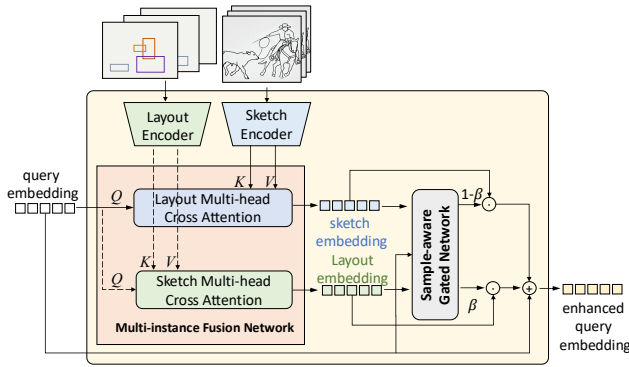 Layout
Encoder
Sketch
Encoder
query
embedding
Q
K
V
Layout Multi-head
Cross Attention
sketch
embedding
Layout
embedding
Q
K
V
Sketch Multi-head
Cross Attention
Multi-instance Fusion Network
Sample-aware
Gated Network
1-β
β
enhanced
query
embedding